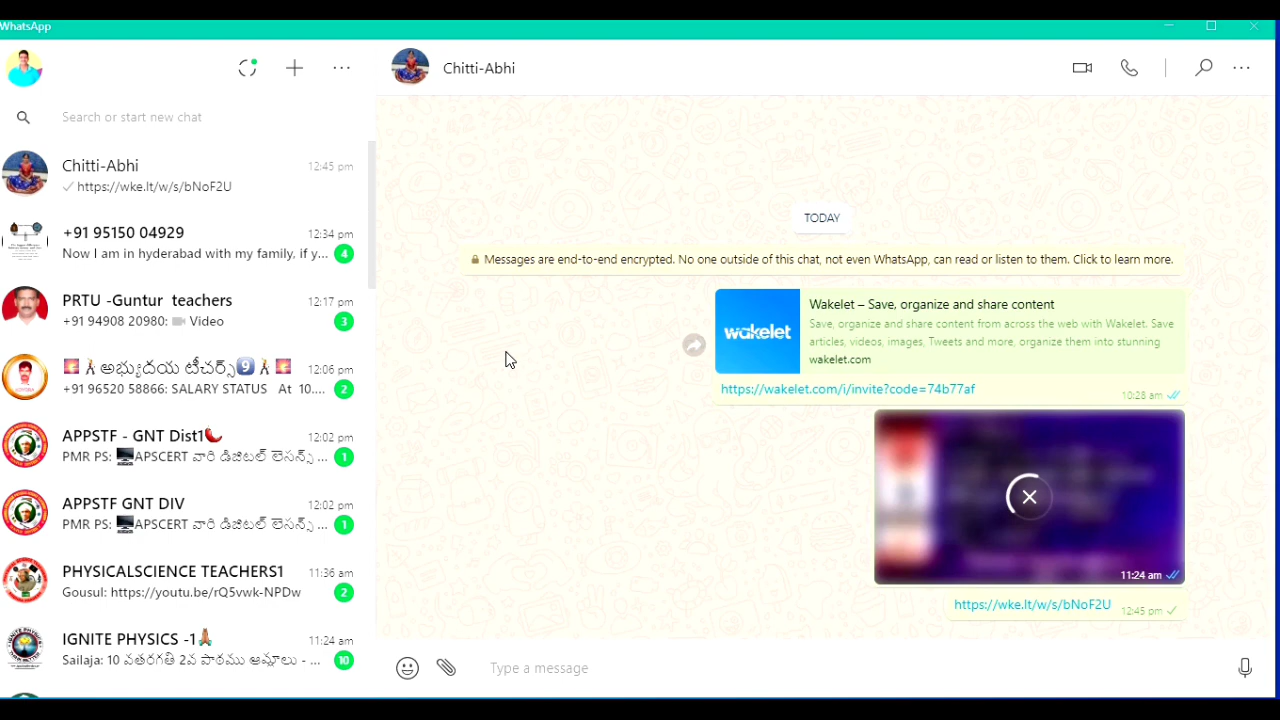 WhatsApp
Search or start new chat
Chitti-Abhi
12:45 pm
https://wke.lt/w/s/bNoF2U
+91 95150 04929
12:34 pm
Now I am in hyderabad with my family, if y...
4
PRTU -Guntur teachers
12:17 pm
+91 94908 20980: Video
3
🌅🚶అభ్యుదయ టీచర్స్9️⃣🚶🌅
12:06 pm
+91 96520 58866: SALARY STATUS At 10....
2
APPSTF - GNT Dist1🌶
12:02 pm
PMR PS: 🖥APSCERT వారి డిజిటల్ లెసన్స్ ...
1
APPSTF GNT DIV
12:02 pm
PMR PS: 🖥APSCERT వారి డిజిటల్ లెసన్స్ ...
1
PHYSICALSCIENCE TEACHERS1
11:36 am
Gousul: https://youtu.be/rQ5vwk-NPDw
2
IGNITE PHYSICS -1🙏
11:24 am
Sailaja: 10 వతరగతి 2వ పాఠము ఆమ్లాలు - ...
10
Chitti-Abhi
TODAY
Messages are end-to-end encrypted. No one outside of this chat, not even WhatsApp, can read or listen to them. Click to learn more.
wakelet
Wakelet – Save, organize and share content
Save, organize and share content from across the web with Wakelet. Save
articles, videos, images, Tweets and more, organize them into stunning
wakelet.com
https://wakelet.com/i/invite?code=74b77af
10:28 am
11:24 am
https://wke.lt/w/s/bNoF2U
12:45 pm
Type a message